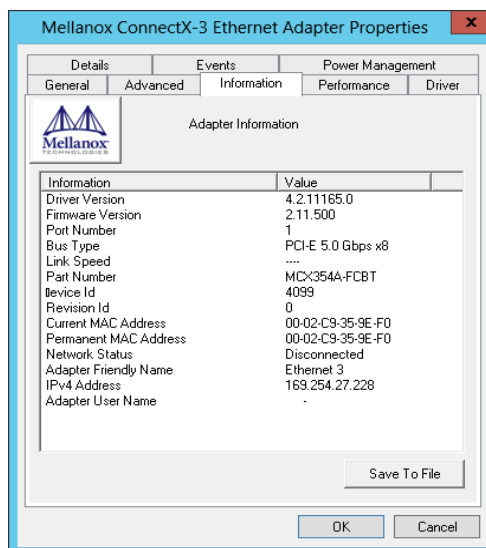 Mellanox ConnectX-3 Ethernet Adapter Properties x
Details Events Power Management
General Advanced Information Performance Driver
Mellanox
TECHNOLOGIES
Adapter Information
Information Value
Driver Version 4.2.11165.0
Firmware Version 2.11.500
Port Number 1
Bus Type PCI-E 5.0 Gbps x8
Link Speed ----
Part Number MCX354A-FCBT
Device Id 4099
Revision Id 0
Current MAC Address 00-02-C9-35-9E-F0
Permanent MAC Address 00-02-C9-35-9E-F0
Network Status Disconnected
Adapter Friendly Name Ethernet 3
IPv4 Address 169.254.27.228
Adapter User Name -
Save To File
OK Cancel